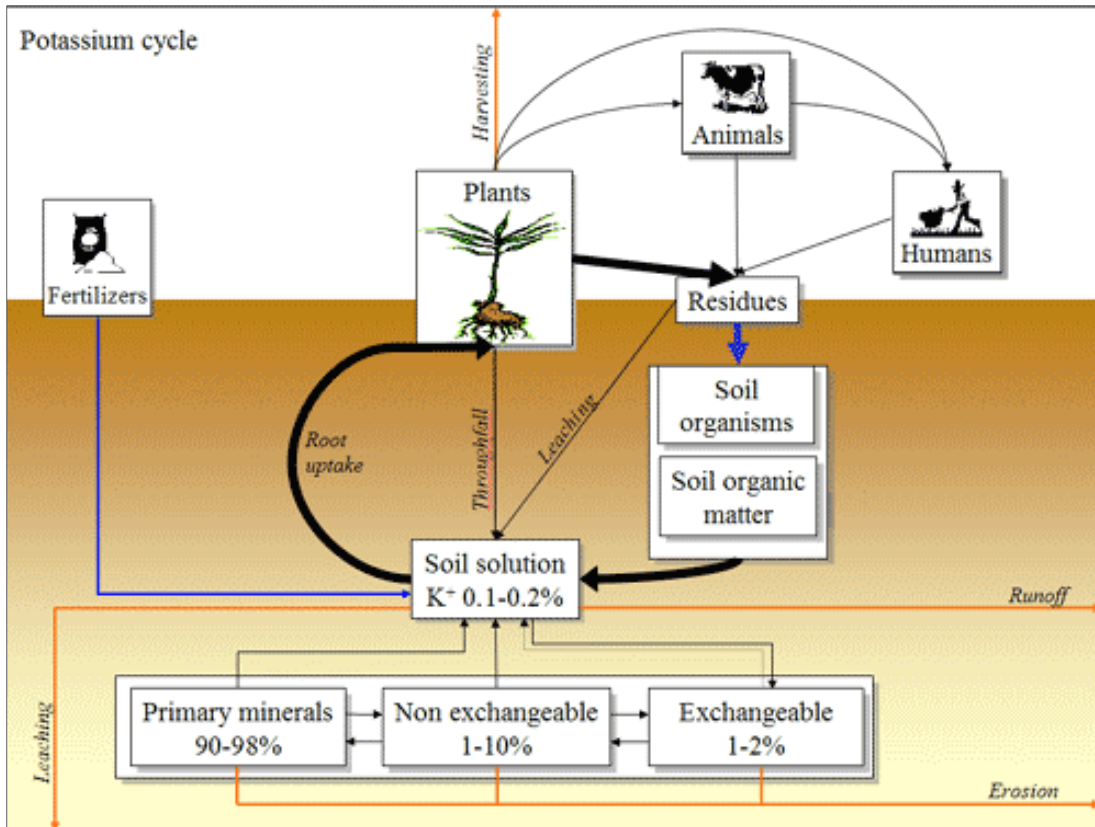 Potassium cycle
Harvesting
Animals
Plants
Humans
Fertilizers
Residues
Soil
organisms
Root
uptake
Throughfall
Leaching
Soil organic
matter
Soil solution
K⁺ 0.1-0.2%
Runoff
Leaching
Primary minerals
90-98%
Non exchangeable
1-10%
Exchangeable
1-2%
Erosion